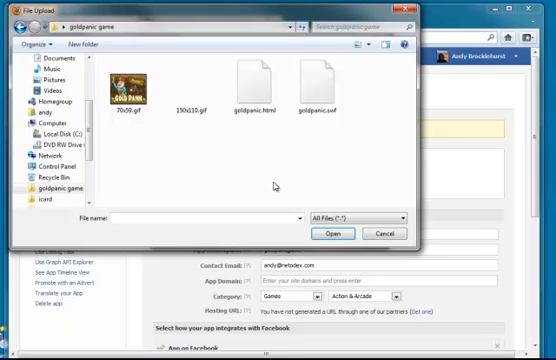 File Upload
goldpanic game
Search goldpanic game
Organize
New folder
Documents
Music
Pictures
Videos
Homegroup
andy
Computer
Local Disk (C:)
DVD RW Drive
Network
Control Panel
Recycle Bin
goldpanic game
icard
GOLD PANIC
70x59.gif
150x110.gif
goldpanic.html
goldpanic.swf
File name:
All Files (*.*)
Open
Cancel
Andy Brocklehurst
Use Graph API Explorer
See App Timeline View
Promote with an Advert
Translate your App
Delete app
Contact Email: [?]
andy@netodex.com
App Domain: [?]
Enter your site domains and press enter
Category: [?]
Games
Action & Arcade
Hosting URL: [?]
You have not generated a URL through one of our partners (Get one)
Select how your app integrates with Facebook
App on Facebook